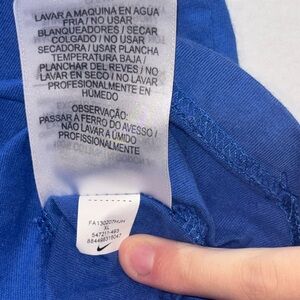 LAVAR A MAQUINA EN AGUA
FRIA / NO USAR
BLANQUEADORES / SECAR
COLGADO / NO USAR
SECADORA / USAR PLANCHA
TEMPERATURA BAJA /
PLANCHAR DEL REVES / NO
LAVAR EN SECO / NO LAVAR
PROFESIONALMENTE EN
HUMEDO
OBSERVAÇÃO:
PASSAR A FERRO DO AVESSO /
NÃO LAVAR A ÚMIDO
PROFISSIONALMENTE
XL
547211-493